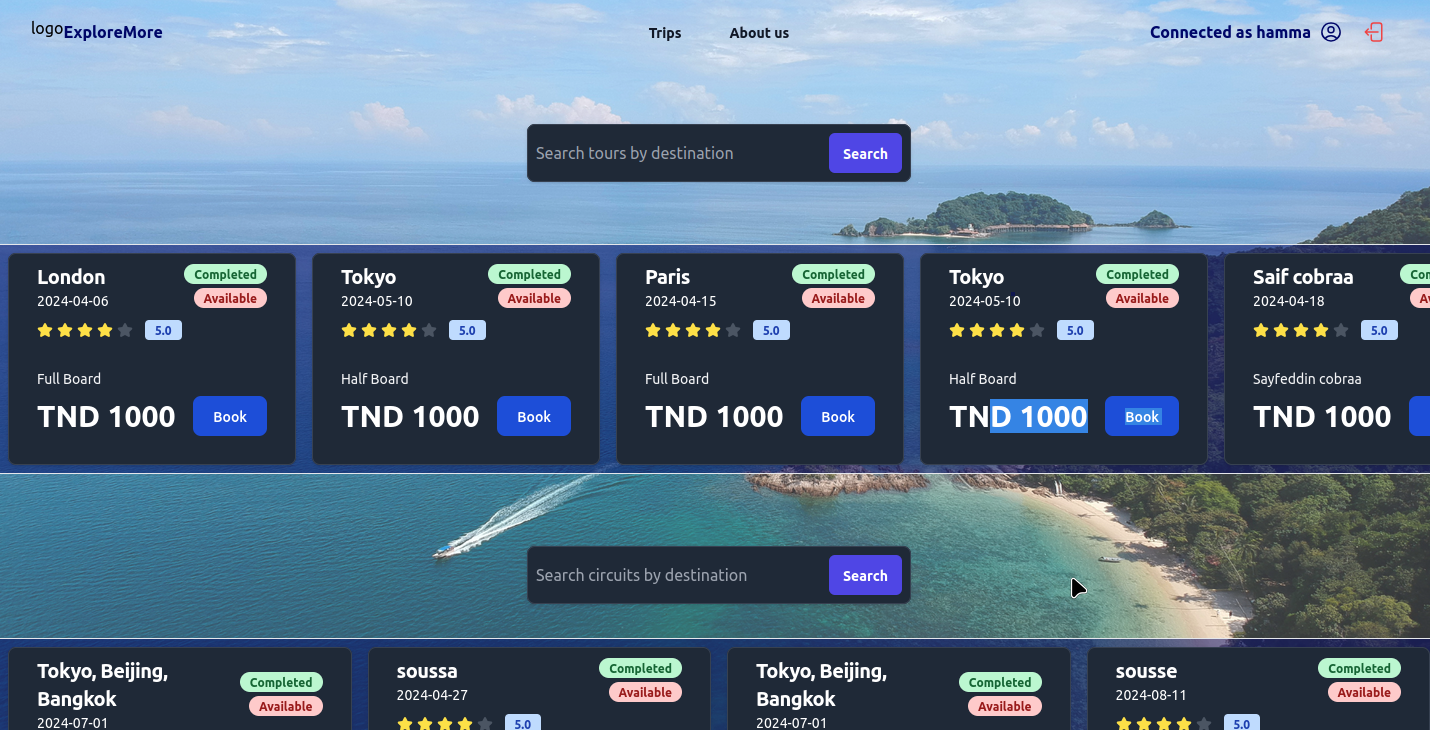 logo ExploreMore Trips About us Connected as hamma
Search tours by destination Search
London Completed
2024-04-06 Available
5.0
Full Board
TND 1000 Book
Tokyo Completed
2024-05-10 Available
5.0
Half Board
TND 1000 Book
Paris Completed
2024-04-15 Available
5.0
Full Board
TND 1000 Book
Tokyo Completed
2024-05-10 Available
5.0
Half Board
TND 1000 Book
Saif cobraa
2024-04-18
5.0
Sayfeddin cobraa
TND 1000
Search circuits by destination Search
Tokyo, Beijing,
Bangkok Completed
Available
2024-07-01
soussa Completed
2024-04-27 Available
5.0
Tokyo, Beijing,
Bangkok Completed
Available
2024-07-01
sousse Completed
2024-08-11 Available
5.0